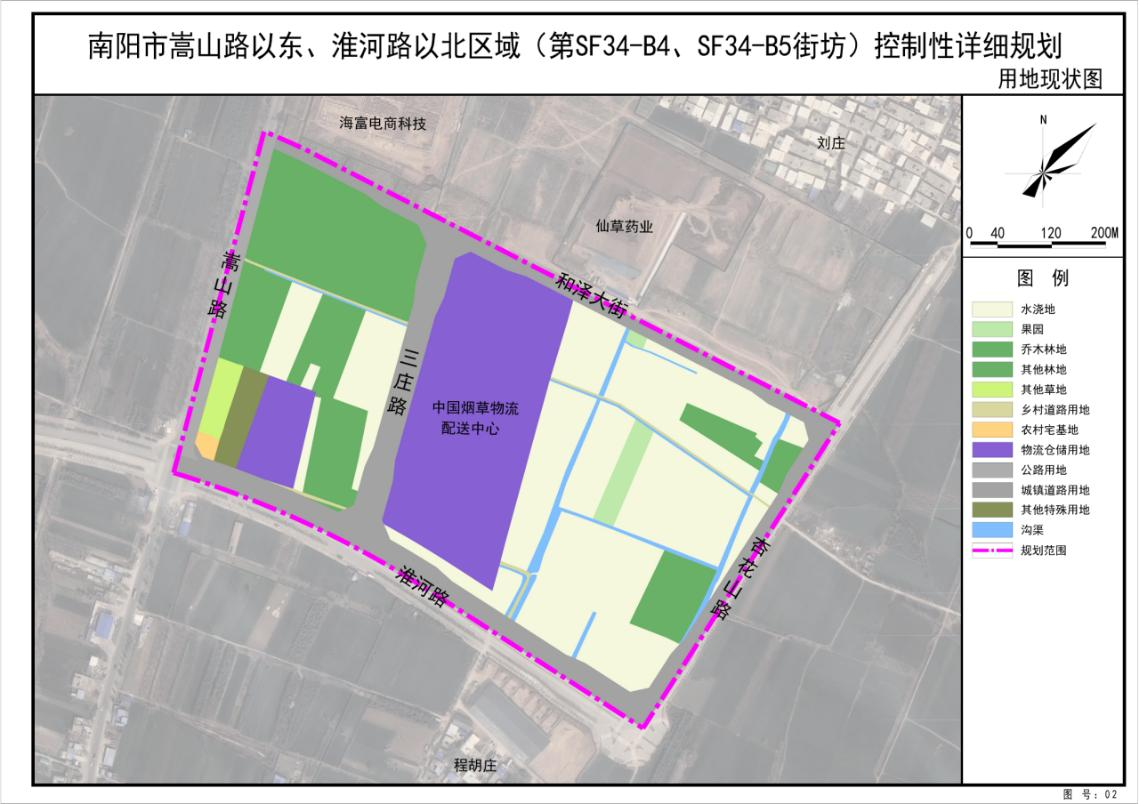 南阳市嵩山路以东、淮河路以北区域（第SF34-B4、SF34-B5街坊）控制性详细规划
用地现状图
海富电商科技
刘庄
仙草药业
嵩山路
和泽大街
三庄路
中国烟草物流
配送中心
杏花山路
淮河路
程胡庄
N
0 40 120 200M
图 例
水浇地
果园
乔木林地
其他林地
其他草地
乡村道路用地
农村宅基地
物流仓储用地
公路用地
城镇道路用地
其他特殊用地
沟渠
规划范围
图 号：02